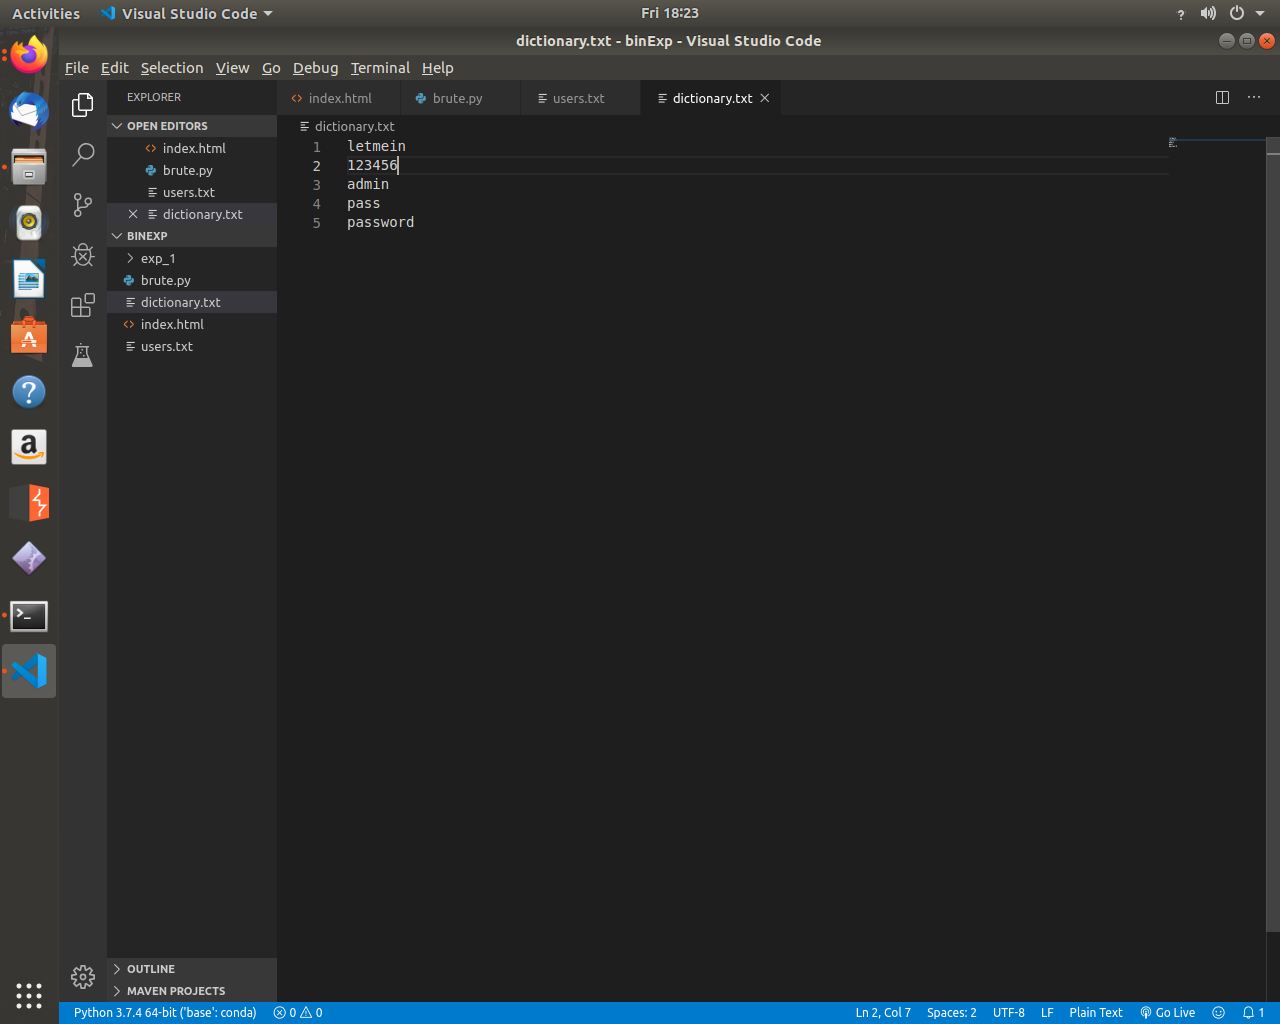 Activities Visual Studio Code Fri 18:23 ?
dictionary.txt - binExp - Visual Studio Code
File Edit Selection View Go Debug Terminal Help
EXPLORER
OPEN EDITORS
index.html
brute.py
users.txt
dictionary.txt
BINEXP
exp_1
brute.py
dictionary.txt
index.html
users.txt
OUTLINE
MAVEN PROJECTS
index.html brute.py users.txt dictionary.txt
dictionary.txt
1 letmein
2 123456
3 admin
4 pass
5 password
Python 3.7.4 64-bit ('base': conda) 0 0 Ln 2, Col 7 Spaces: 2 UTF-8 LF Plain Text Go Live 1